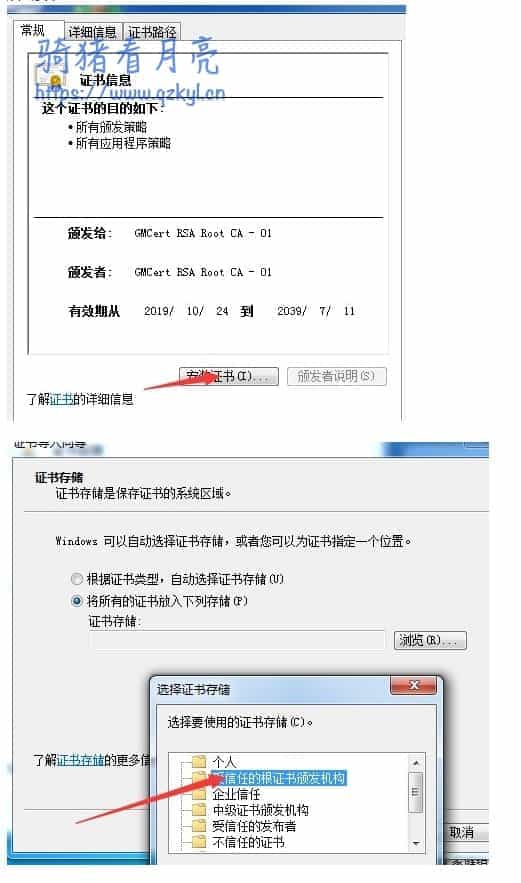 常规 详细信息 证书路径
骑猪看月亮
https://www.qzkyl.cn
证书信息
这个证书的目的如下:
•所有颁发策略
•所有应用程序策略
颁发给: GMCert RSA Root CA - 01
颁发者: GMCert RSA Root CA - 01
有效期从 2019/ 10/ 24 到 2039/ 7/ 11
安装证书(I)... 颁发者说明(S)
了解证书的详细信息
证书导入向导
证书存储
证书存储是保存证书的系统区域。
Windows 可以自动选择证书存储，或者您可以为证书指定一个位置。
根据证书类型，自动选择证书存储(U)
将所有的证书放入下列存储(P)
证书存储:
浏览(R)...
选择证书存储
选择要使用的证书存储(C)。
了解证书存储的更多信
个人
受信任的根证书颁发机构
企业信任
中级证书颁发机构
受信任的发布者
不信任的证书
取消